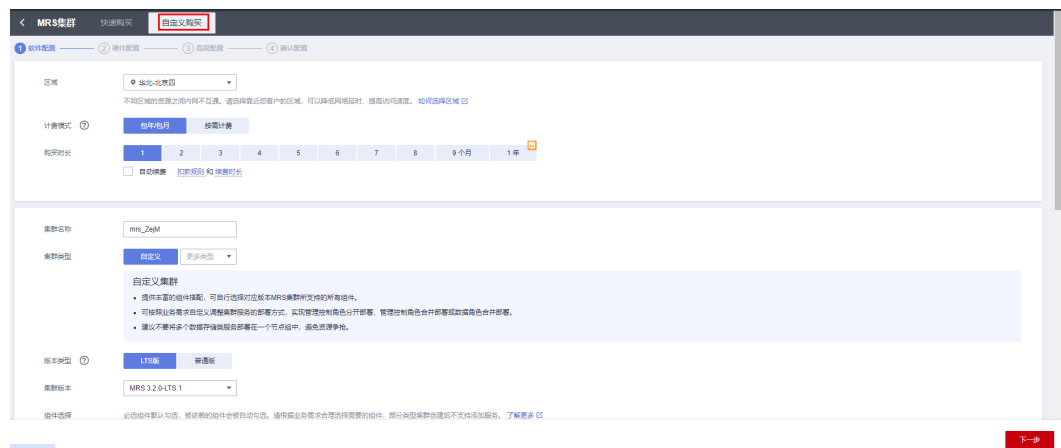 MRS集群 快速购买 自定义购买
1 软件配置 2 硬件配置 3 高级配置 4 确认配置
区域 华北-北京四
不同区域的资源之间内网不互通。请选择靠近您客户的区域，可以降低网络延时、提高访问速度。如何选择区域
计费模式 ? 包年/包月 按需计费
购买时长 1 2 3 4 5 6 7 8 9个月 1年
自动续费 扣款规则 和 续费时长
集群名称 mrs_ZejM
集群类型 自定义 更多类型
自定义集群
• 提供丰富的组件搭配，可自行选择对应版本MRS集群所支持的所有组件。
• 可按照业务需求自定义调整集群服务的部署方式，实现管理控制角色分开部署、管理控制角色合并部署或数据角色合并部署。
• 建议不要将多个数据存储类服务部署在一个节点组中，避免资源争抢。
版本类型 ? LTS版 普通版
集群版本 MRS 3.2.0-LTS.1
组件选择 必选组件默认勾选，被依赖的组件会被自动勾选。请根据业务需求合理选择需要的组件，部分类型集群创建后不支持添加服务。了解更多
下一步